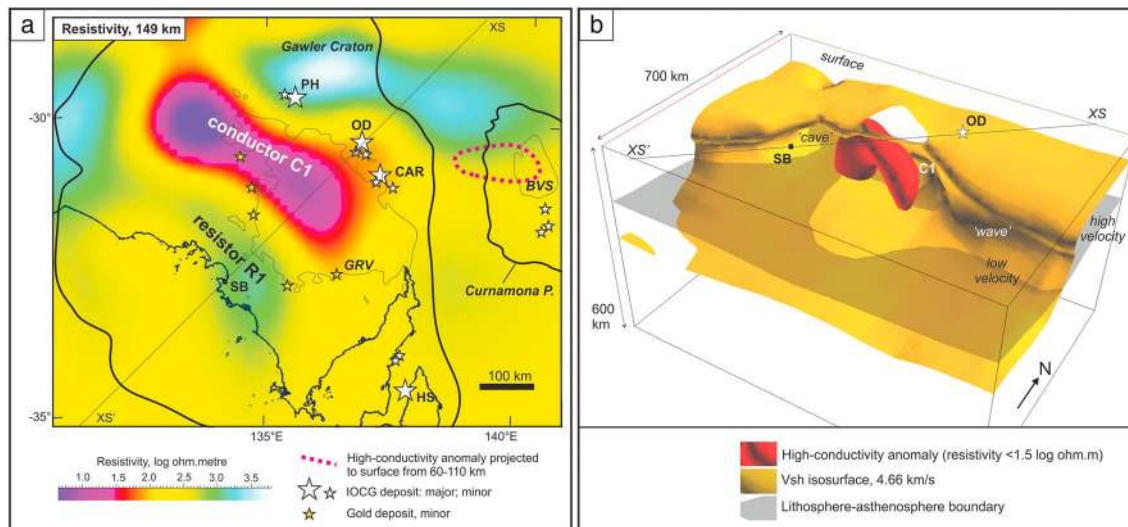 a
Resistivity, 149 km
XS
Gawler Craton
PH
-30°
conductor C1
OD
CAR
BVS
resistor R1
SB
GRV
Curnamona P.
100 km
HS
-35°
XS'
135°E
140°E
Resistivity, log ohm.metre
1.0 1.5 2.0 2.5 3.0 3.5
High-conductivity anomaly projected
to surface from 60-110 km
IOCG deposit: major; minor
Gold deposit, minor
b
surface
700 km
OD
XS
'cave'
XS'
SB
C1
'wave'
high
velocity
low
velocity
600
km
N
High-conductivity anomaly (resistivity <1.5 log ohm.m)
Vsh isosurface, 4.66 km/s
Lithosphere-asthenosphere boundary